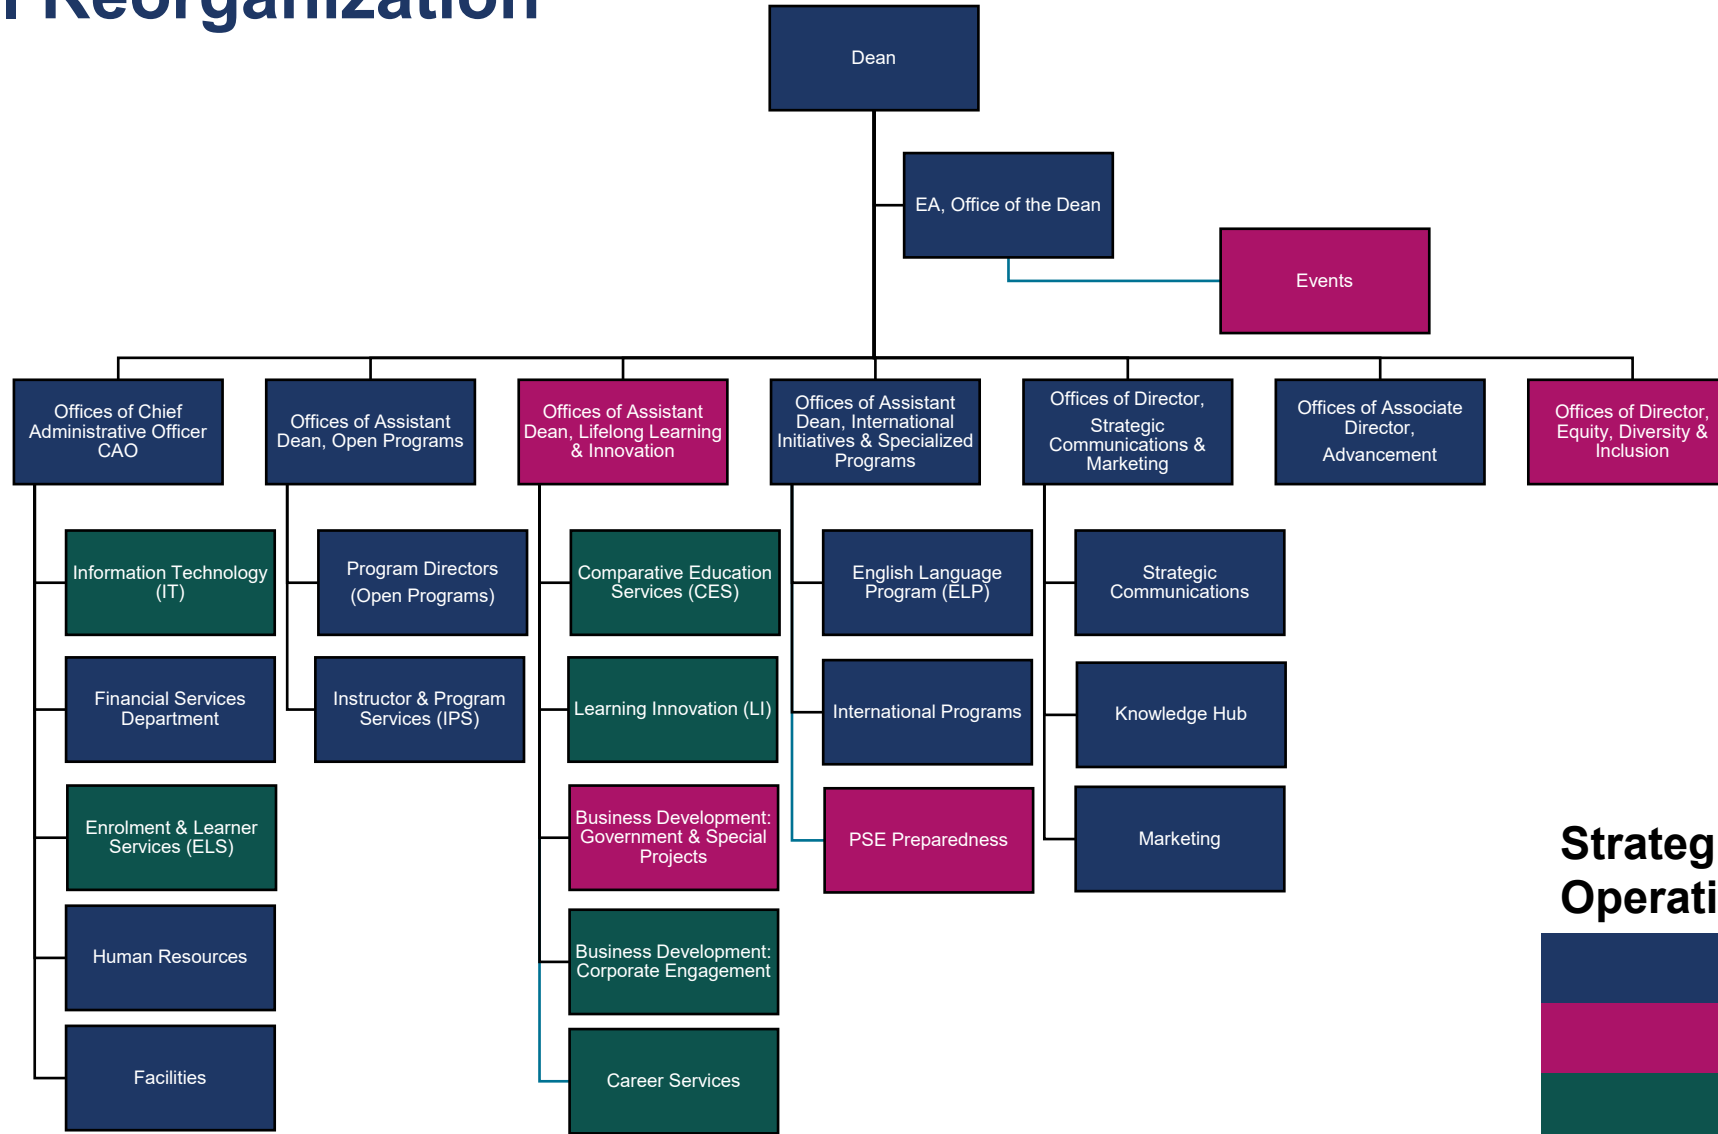 Reorganization
Dean
EA, Office of the Dean
Events
Offices of Chief
Administrative Officer
CAO
Offices of Assistant
Dean, Open Programs
Offices of Assistant
Dean, Lifelong Learning
& Innovation
Offices of Assistant
Dean, International
Initiatives & Specialized
Programs
Offices of Director,
Strategic
Communications &
Marketing
Offices of Associate
Director,
Advancement
Offices of Director,
Equity, Diversity &
Inclusion
Information Technology
(IT)
Financial Services
Department
Enrolment & Learner
Services (ELS)
Human Resources
Facilities
Program Directors
(Open Programs)
Instructor & Program
Services (IPS)
Comparative Education
Services (CES)
Learning Innovation (LI)
Business Development:
Government & Special
Projects
Business Development:
Corporate Engagement
Career Services
English Language
Program (ELP)
International Programs
PSE Preparedness
Strategic
Communications
Knowledge Hub
Marketing
Strateg
Operati